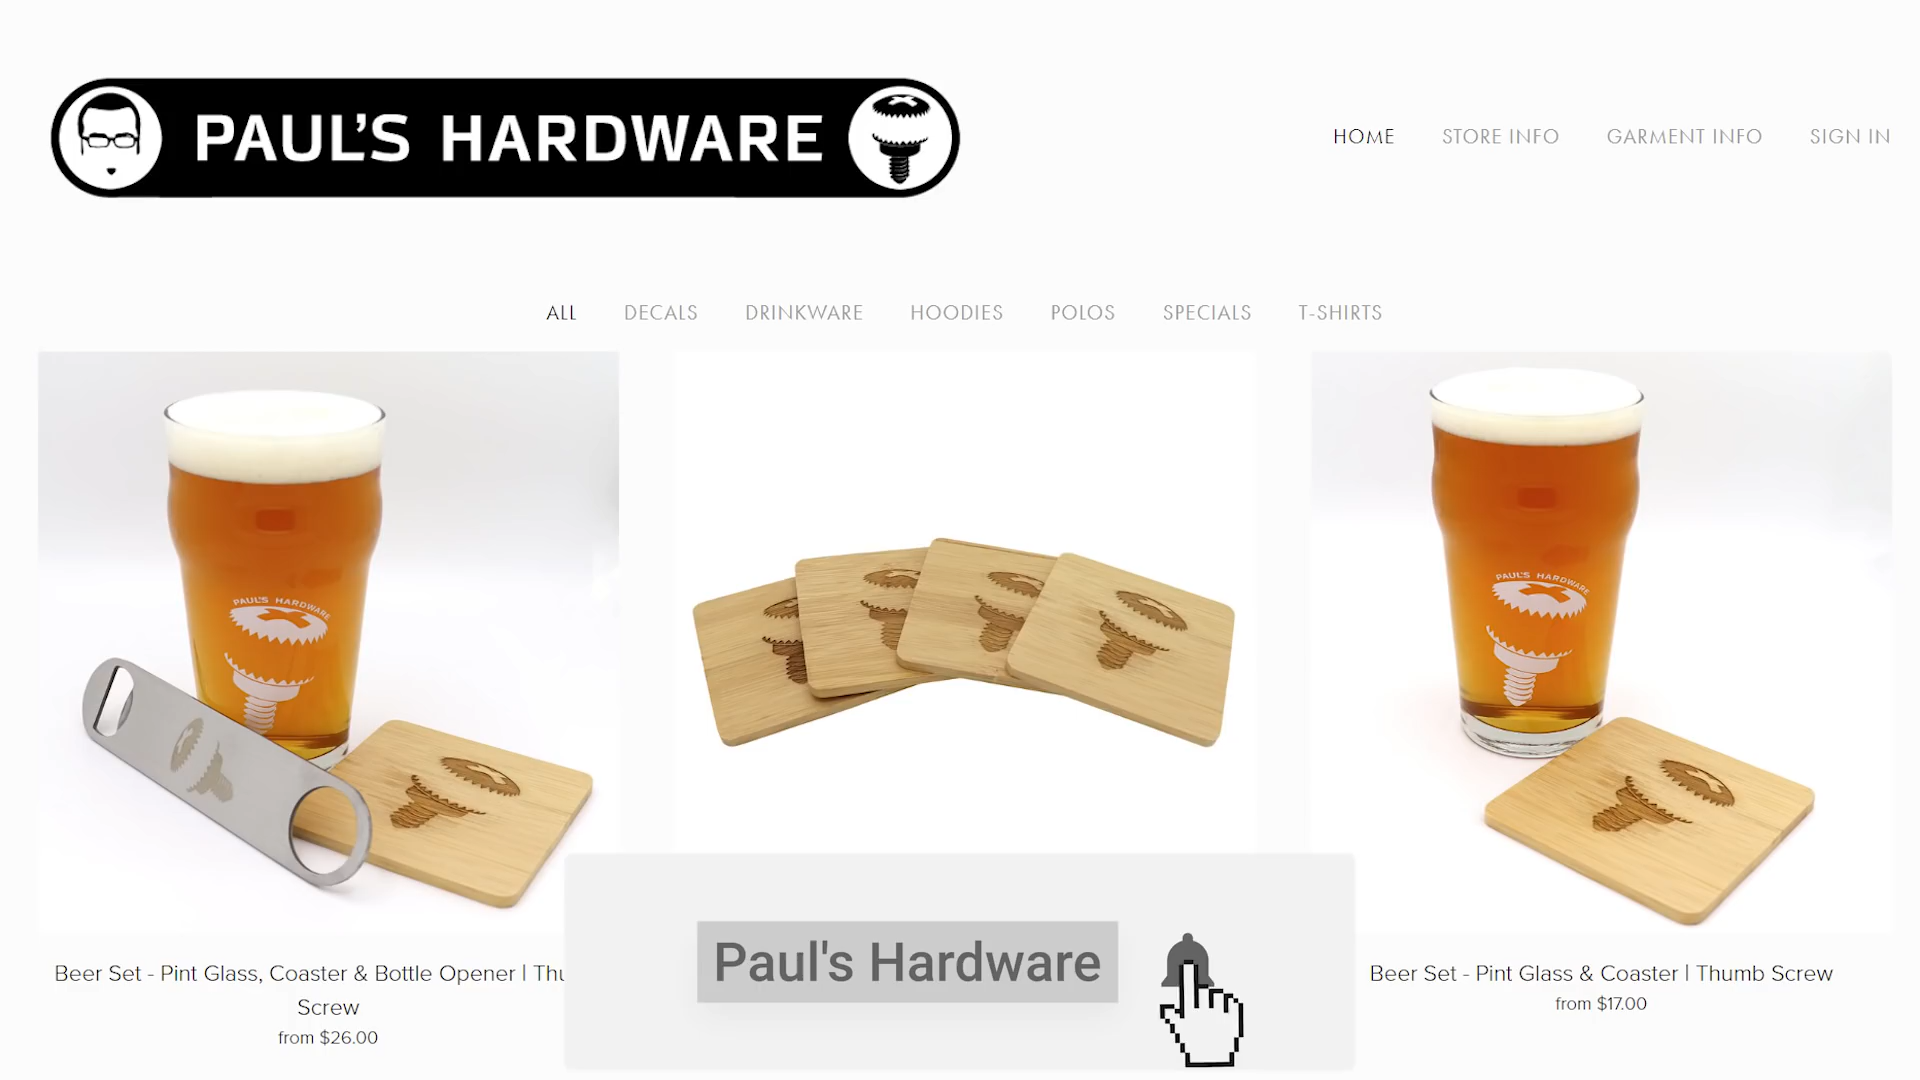 PAUL'S HARDWARE
HOME STORE INFO GARMENT INFO SIGN IN
ALL DECALS DRINKWARE HOODIES POLOS SPECIALS T-SHIRTS
PAUL'S HARDWARE
PAUL'S HARDWARE
Beer Set - Pint Glass, Coaster & Bottle Opener | Thu
Screw
from $26.00
Paul's Hardware
Beer Set - Pint Glass & Coaster | Thumb Screw
from $17.00